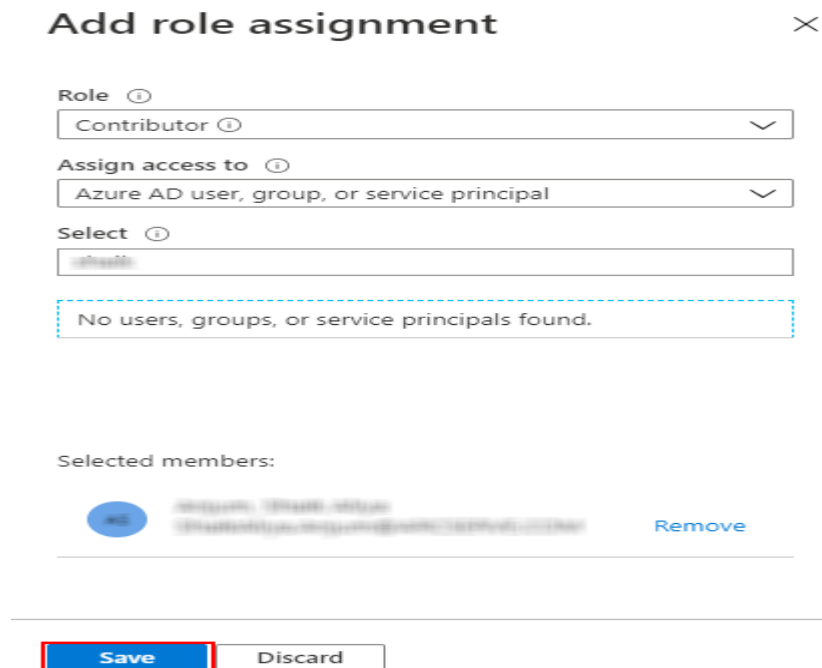 Add role assignment
Role
Contributor
Assign access to
Azure AD user, group, or service principal
Select
No users, groups, or service principals found.
Selected members:
Remove
Save Discard